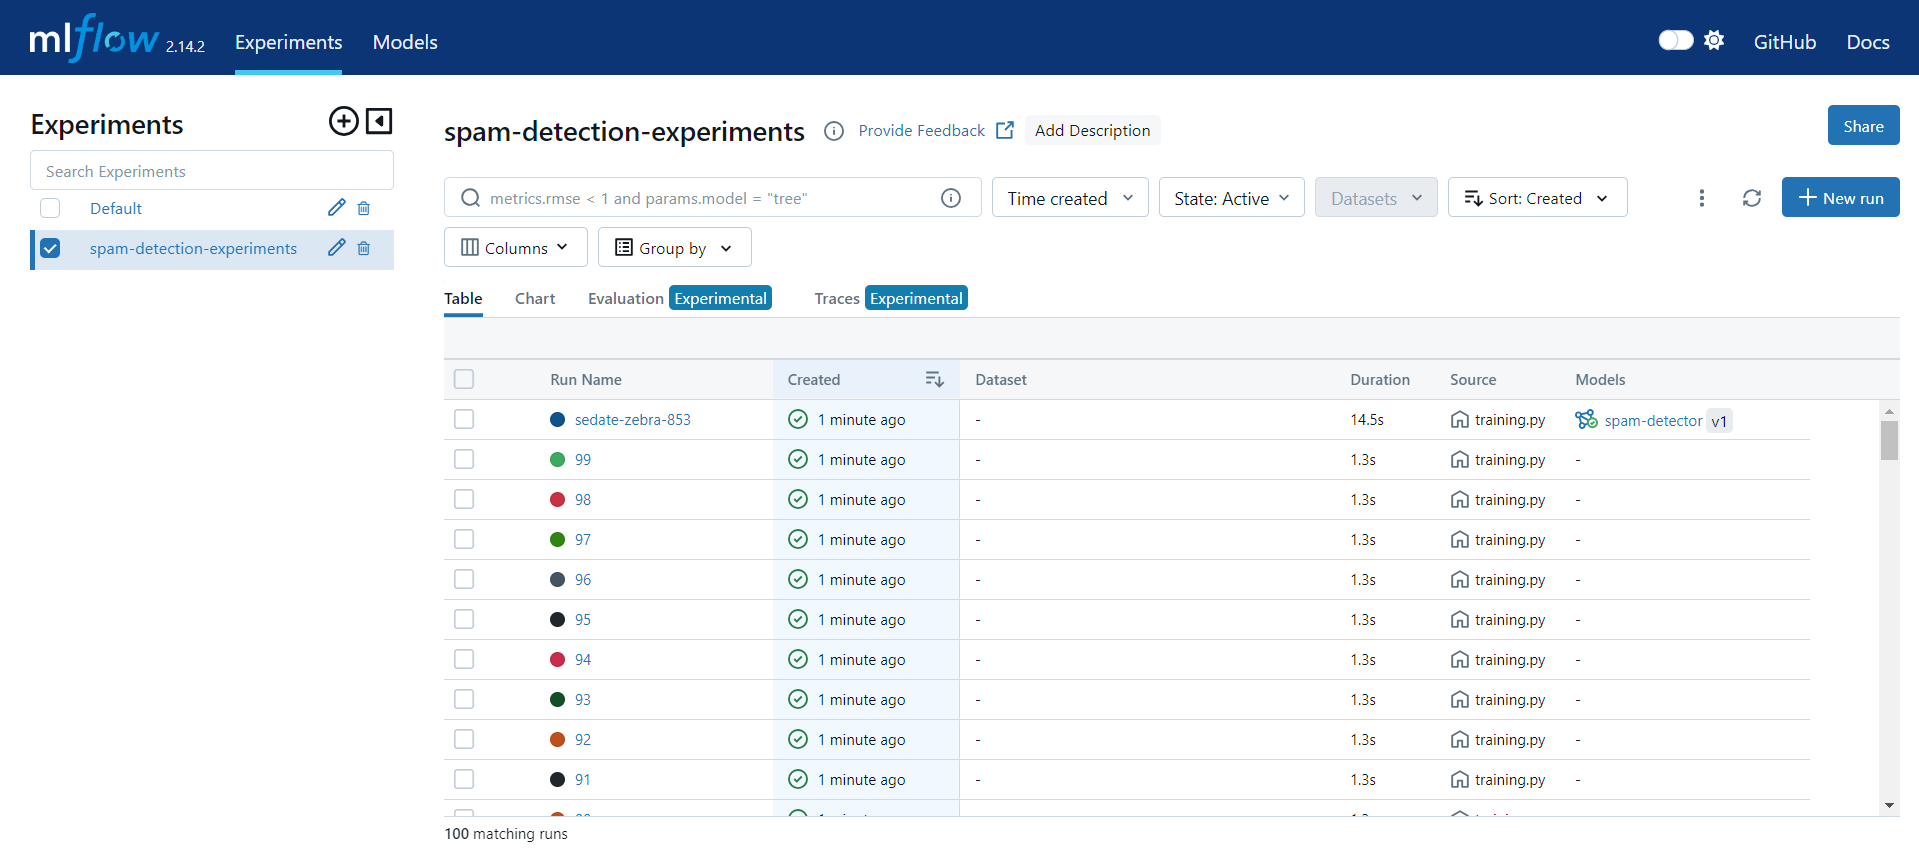 mlflow 2.14.2 Experiments Models GitHub Docs
Experiments
Search Experiments
Default
spam-detection-experiments
spam-detection-experiments Provide Feedback Add Description Share
metrics.rmse < 1 and params.model = "tree" Time created State: Active Datasets Sort: Created New run
Columns Group by
Table Chart Evaluation Experimental Traces Experimental
Run Name Created Dataset Duration Source Models
sedate-zebra-853 1 minute ago - 14.5s training.py spam-detector v1
99 1 minute ago - 1.3s training.py -
98 1 minute ago - 1.3s training.py -
97 1 minute ago - 1.3s training.py -
96 1 minute ago - 1.3s training.py -
95 1 minute ago - 1.3s training.py -
94 1 minute ago - 1.3s training.py -
93 1 minute ago - 1.3s training.py -
92 1 minute ago - 1.3s training.py -
91 1 minute ago - 1.3s training.py -
100 matching runs